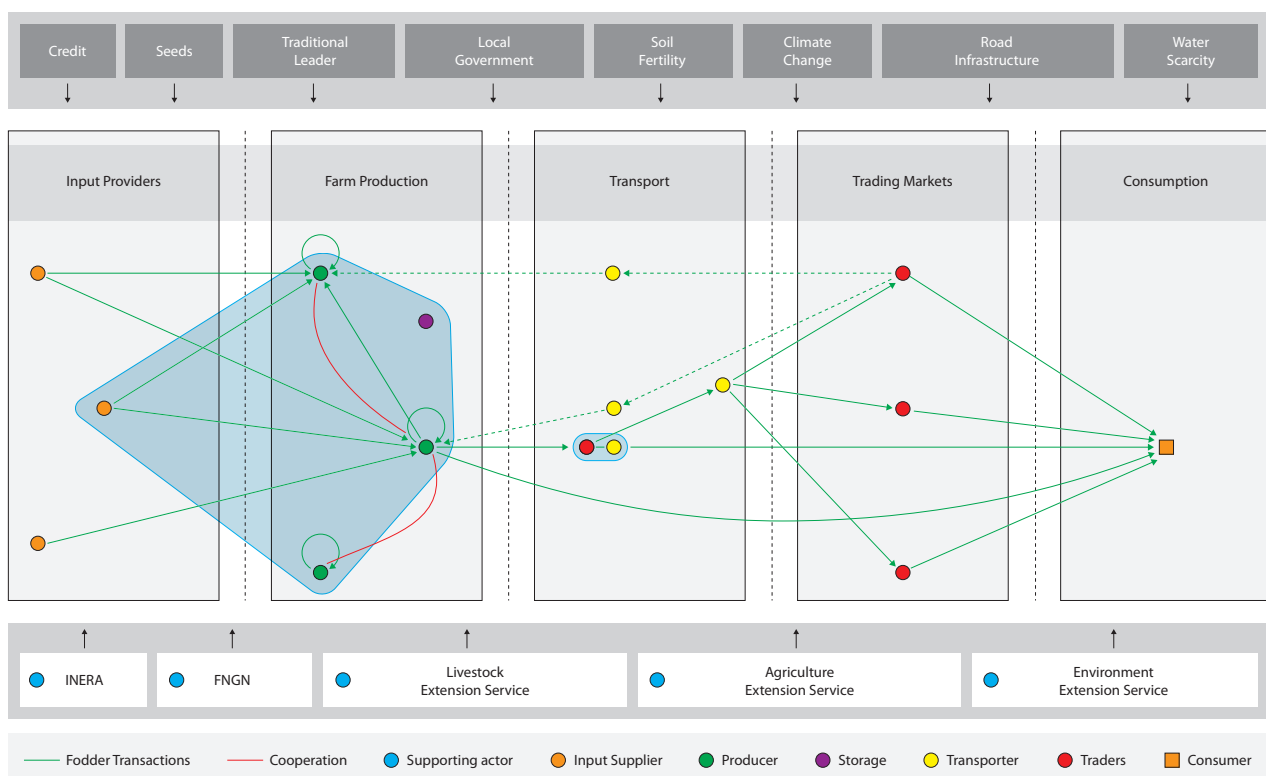 Credit
Seeds
Traditional
Leader
Local
Government
Soil
Fertility
Climate
Change
Road
Infrastructure
Water
Scarcity
Input Providers
Farm Production
Transport
Trading Markets
Consumption
INERA
FNGN
Livestock
Extension Service
Agriculture
Extension Service
Environment
Extension Service
Fodder Transactions
Cooperation
Supporting actor
Input Supplier
Producer
Storage
Transporter
Traders
Consumer